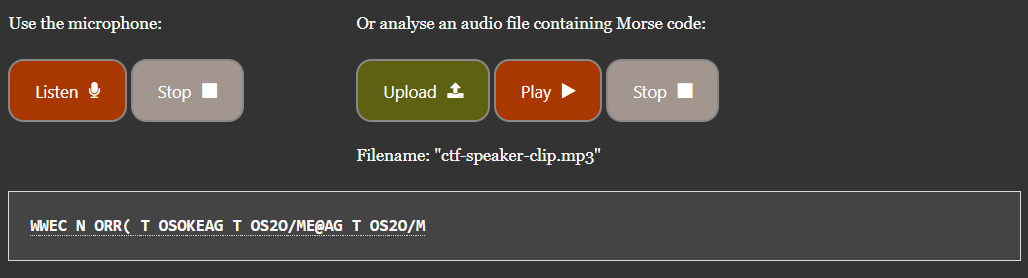 Use the microphone:
Or analyse an audio file containing Morse code:
Listen Stop
Upload Play Stop
Filename: "ctf-speaker-clip.mp3"
WWEC N ORR( T OSOKEAG T OS2O/ME@AG T OS2O/M